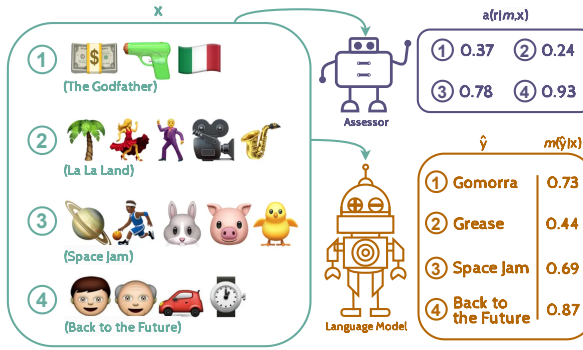 x
1
(The Godfather)
2
(La La Land)
3
(Space Jam)
4
(Back to the Future)
Assessor
Language Model
a(r|m,x)
1 0.37 2 0.24
3 0.78 4 0.93
ŷ m(ŷ|x)
1 Gomorra 0.73
2 Grease 0.44
3 Space Jam 0.69
4 Back to
the Future 0.87